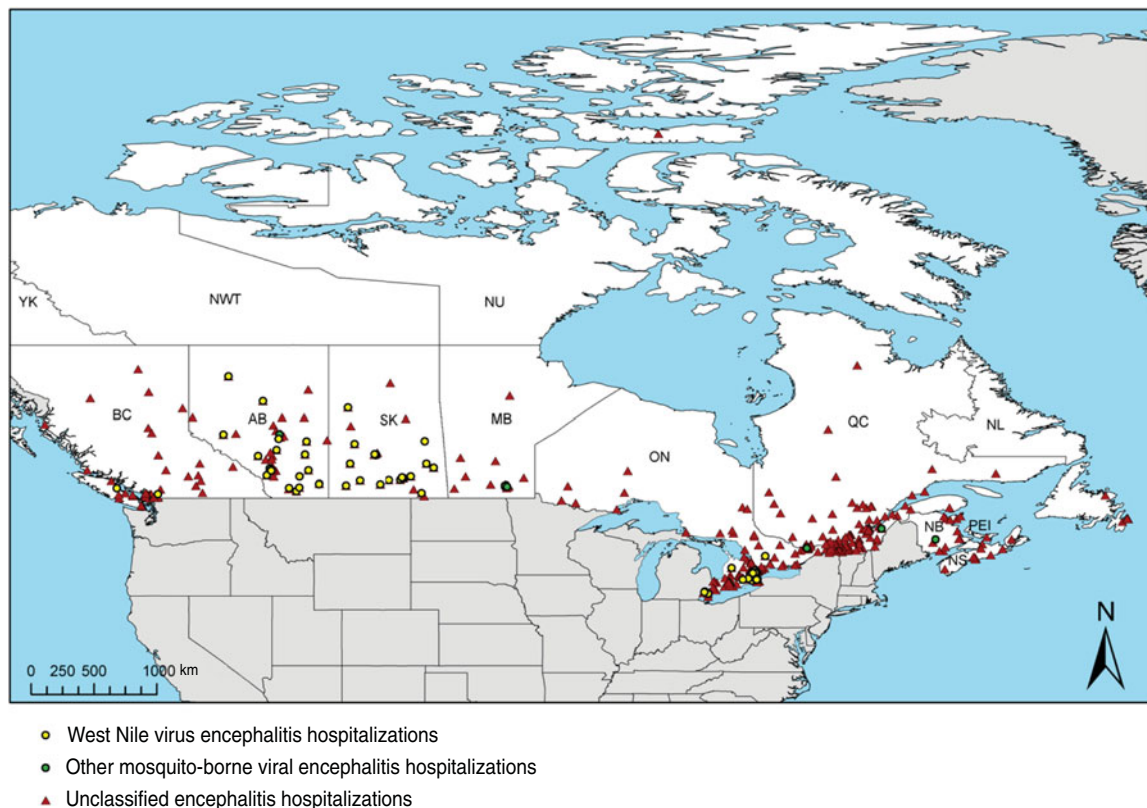 YK
NWT
NU
BC
AB
SK
MB
ON
QC
NL
NB
PEI
NS
N
0 250 500 1000 km
West Nile virus encephalitis hospitalizations
Other mosquito-borne viral encephalitis hospitalizations
Unclassified encephalitis hospitalizations